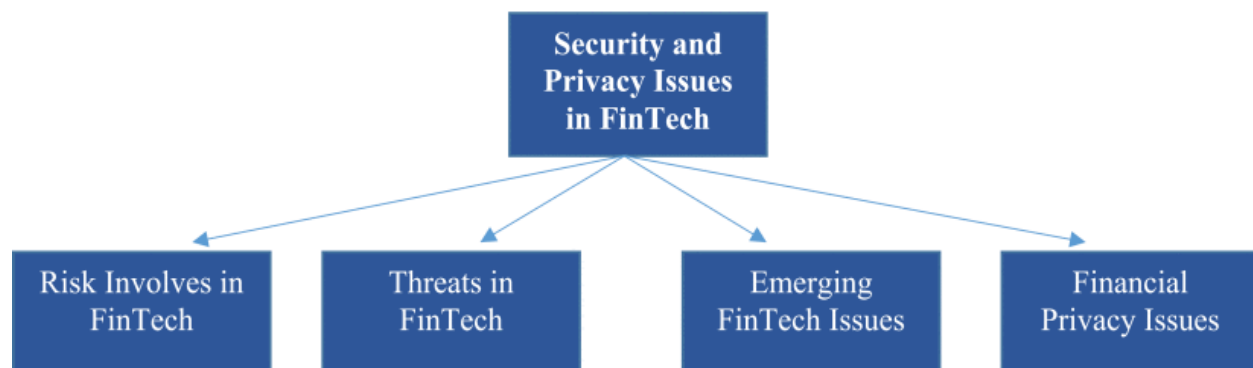 Security and
Privacy Issues
in FinTech
Risk Involves in
FinTech
Threats in
FinTech
Emerging
FinTech Issues
Financial
Privacy Issues